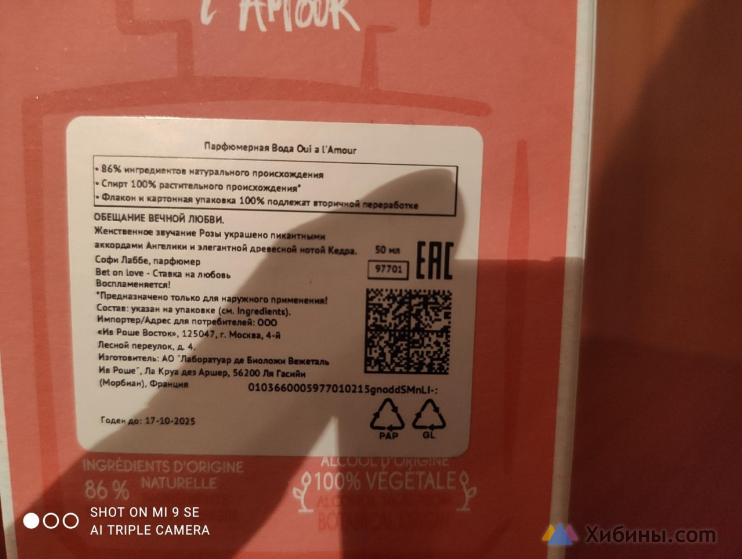 l'AMOUR
Парфюмерная Вода Oui a l'Amour
• 86% ингредиентов натурального происхождения
• Спирт 100% растительного происхождения*
• Флакон и картонная упаковка 100% подлежат вторичной переработке
ОБЕЩАНИЕ ВЕЧНОЙ ЛЮБВИ.
Женственное звучание Розы украшено пикантными
аккордами Ангелики и элегантной древесной нотой Кедра.
50 мл
EAC
Софи Лаббе, парфюмер
97701
Bet on love - Ставка на любовь
Воспламеняется!
*Предназначено только для наружного применения!
Состав: указан на упаковке (см. Ingredients).
Импортер/Адрес для потребителей: ООО
«Ив Роше Восток», 125047, г. Москва, 4-й
Лесной переулок, д. 4.
Изготовитель: АО "Лаборатуар де Биоложи Вежеталь
Ив Роше", Ла Круа дез Аршер, 56200 Ля Гасийи
(Морбиан), Франция
0103660005977010215gnoddSMnLI-:
Годен до: 17-10-2025
PAP
GL
INGRÉDIENTS D'ORIGINE
86 % NATURELLE
ALCOOL D'ORIGINE
100% VÉGETALE
SHOT ON MI 9 SE
AI TRIPLE CAMERA
Хибины.com